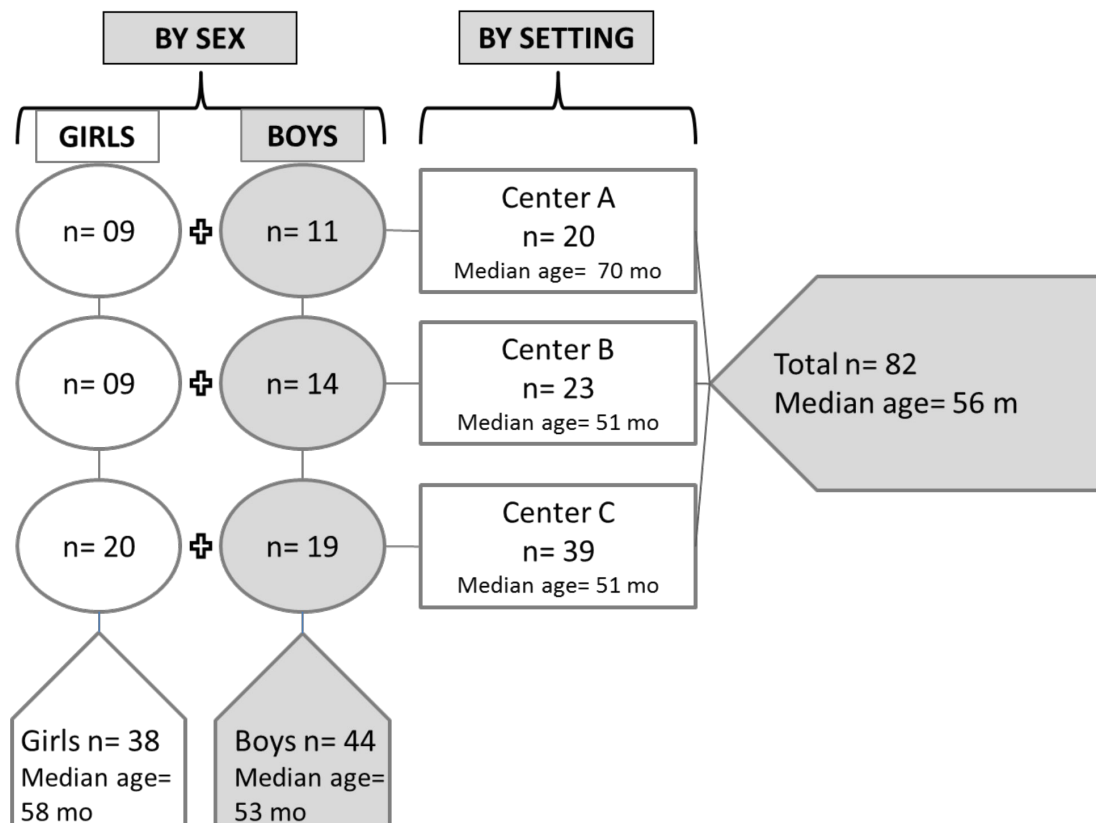 BY SEX
BY SETTING
GIRLS
BOYS
n= 09
n= 11
Center A
n= 20
Median age=  70 mo
n= 09
n= 14
Center B
n= 23
Median age= 51 mo
n= 20
n= 19
Center C
n= 39
Median age= 51 mo
Total n= 82
Median age= 56 m
Girls n= 38
Median age=
58 mo
Boys n= 44
Median age=
53 mo